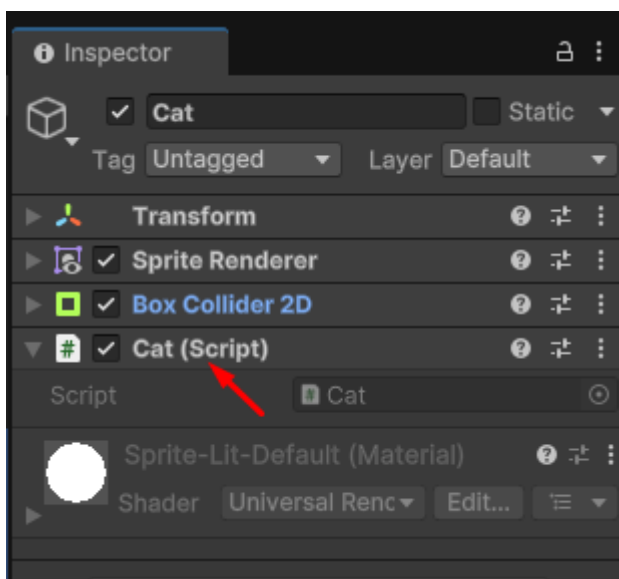 Inspector
Cat Static
Tag Untagged Layer Default
Transform
Sprite Renderer
Box Collider 2D
# Cat (Script)
Script # Cat
Sprite-Lit-Default (Material)
Shader Universal Renc Edit...